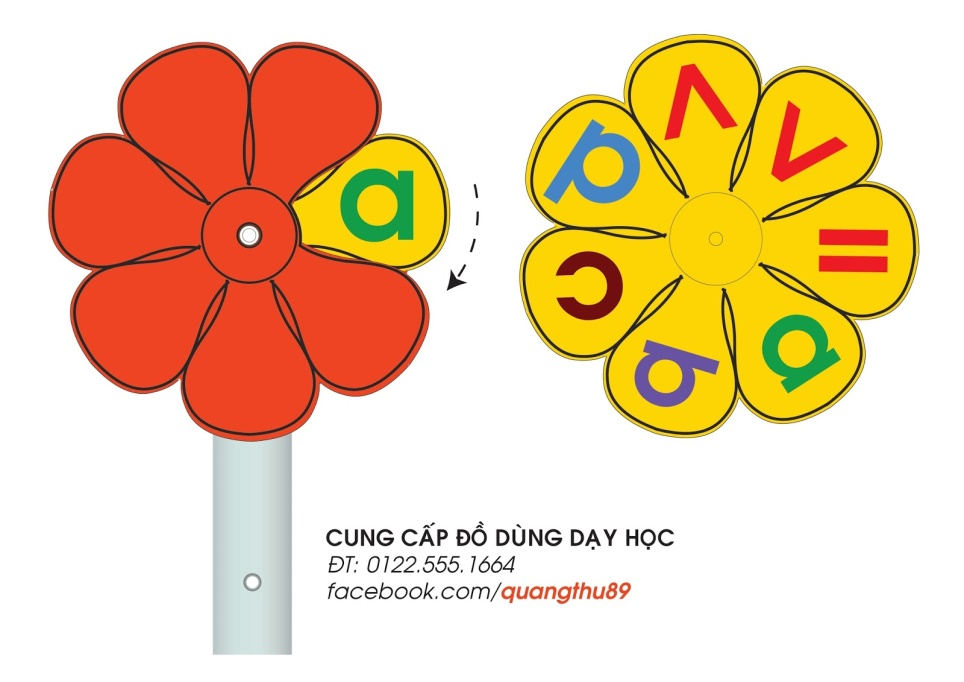 a
>
<
=
a
b
c
d
CUNG CẤP ĐỒ DÙNG DẠY HỌC
ĐT: 0122.555.1664
facebook.com/quangthu89